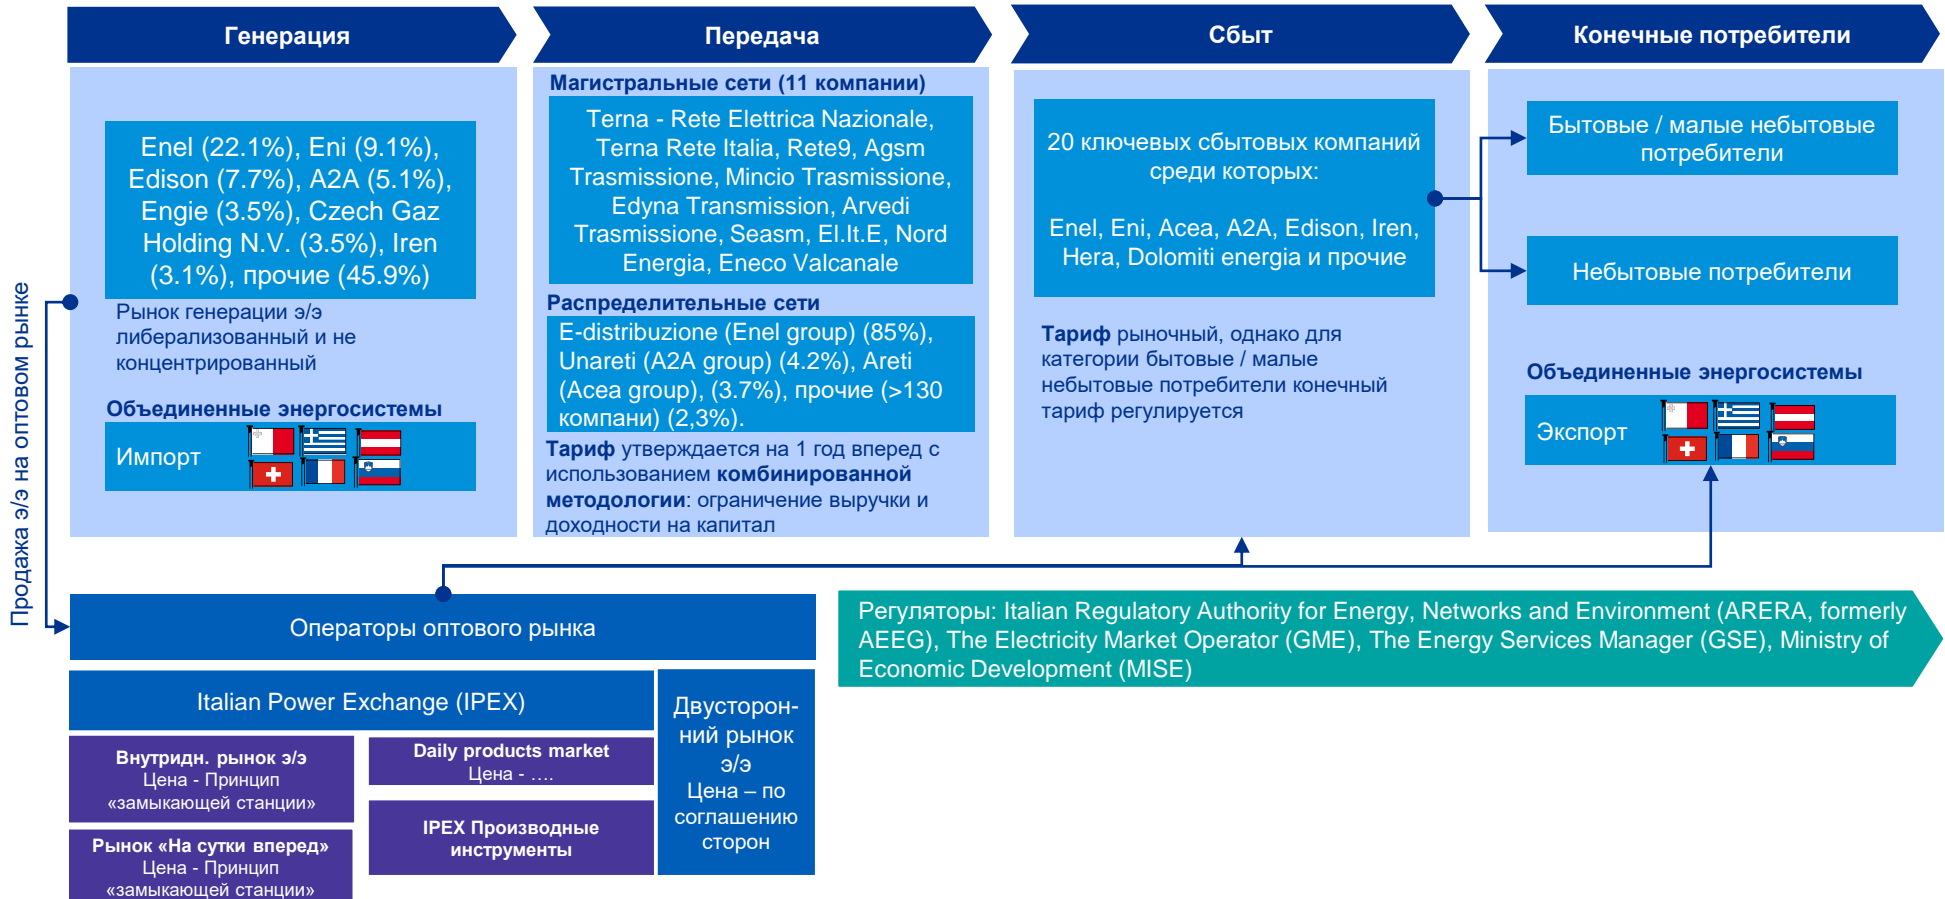 Генерация
Передача
Сбыт
Конечные потребители
Enel (22.1%), Eni (9.1%),
Edison (7.7%), A2A (5.1%),
Engie (3.5%), Czech Gaz
Holding N.V. (3.5%), Iren
(3.1%), прочие (45.9%)
Рынок генерации э/э
либерализованный и не
концентрированный
Объединенные энергосистемы
Импорт
Магистральные сети (11 компании)
Terna - Rete Elettrica Nazionale,
Terna Rete Italia, Rete9, Agsm
Trasmissione, Mincio Trasmissione,
Edyna Transmission, Arvedi
Trasmissione, Seasm, El.It.E, Nord
Energia, Eneco Valcanale
Распределительные сети
E-distribuzione (Enel group) (85%),
Unareti (A2A group) (4.2%), Areti
(Acea group), (3.7%), прочие (>130
компани) (2,3%).
Тариф утверждается на 1 год вперед с
использованием комбинированной
методологии: ограничение выручки и
доходности на капитал
20 ключевых сбытовых компаний
среди которых:
Enel, Eni, Acea, A2A, Edison, Iren,
Hera, Dolomiti energia и прочие
Тариф рыночный, однако для
категории бытовые / малые
небытовые потребители конечный
тариф регулируется
Бытовые / малые небытовые
потребители
Небытовые потребители
Объединенные энергосистемы
Экспорт
Продажа э/э на оптовом рынке
Операторы оптового рынка
Italian Power Exchange (IPEX)
Внутридн. рынок э/э
Цена - Принцип
«замыкающей станции»
Рынок «На сутки вперед»
Цена - Принцип
«замыкающей станции»
Daily products market
Цена - ….
IPEX Производные
инструменты
Двусторон-
ний рынок
э/э
Цена – по
соглашению
сторон
Регуляторы: Italian Regulatory Authority for Energy, Networks and Environment (ARERA, formerly
AEEG), The Electricity Market Operator (GME), The Energy Services Manager (GSE), Ministry of
Economic Development (MISE)